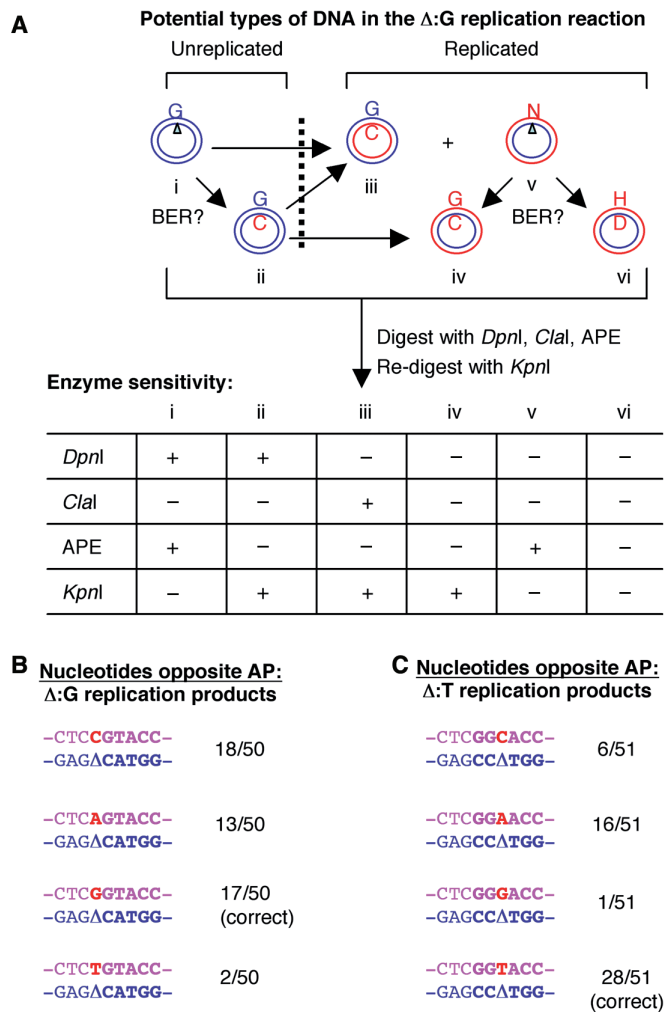 A
Potential types of DNA in the Δ:G replication reaction
Unreplicated Replicated
G G N
Δ C + Δ
i iii v
BER? G G BER? H
C C D
ii iv vi
Digest with DpnI, ClaI, APE
Re-digest with KpnI
Enzyme sensitivity:
i ii iii iv v vi
DpnI + + – – – –
ClaI – – + – – –
APE + – – – + –
KpnI – + + + – –
B Nucleotides opposite AP:
Δ:G replication products
–CTCCGTACC–
–GAGΔCATGG–
18/50
–CTCAGTACC–
–GAGΔCATGG–
13/50
–CTCGGTACC–
–GAGΔCATGG–
17/50
(correct)
–CTCTGTACC–
–GAGΔCATGG–
2/50
C Nucleotides opposite AP:
Δ:T replication products
–CTCGGCACC–
–GAGCCΔTGG–
6/51
–CTCGGAACC–
–GAGCCΔTGG–
16/51
–CTCGGGACC–
–GAGCCΔTGG–
1/51
–CTCGGTACC–
–GAGCCΔTGG–
28/51
(correct)